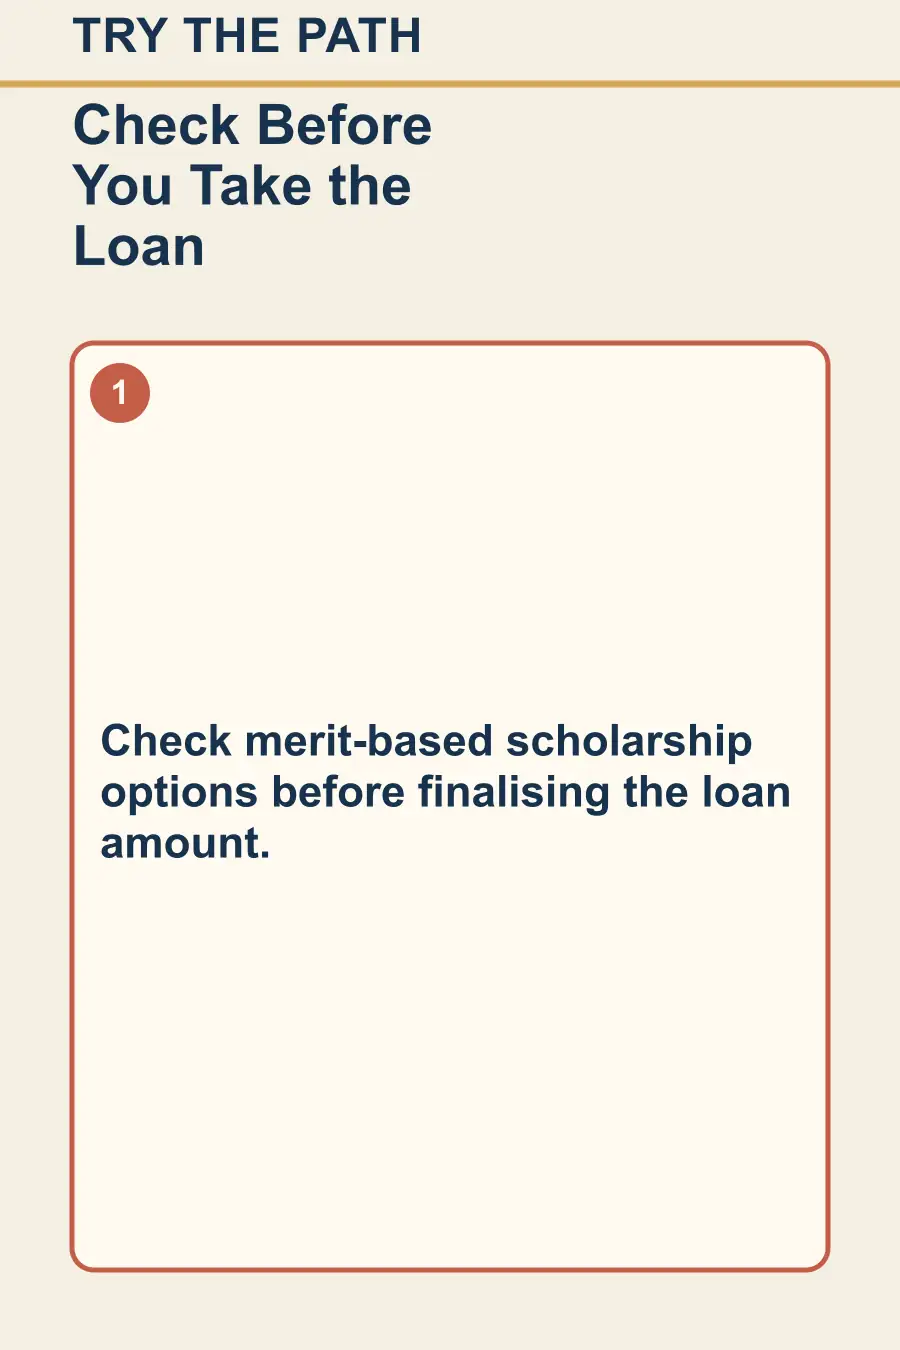 TRY THE PATH
Check Before
You Take the
Loan
1
Check merit-based scholarship
options before finalising the loan
amount.